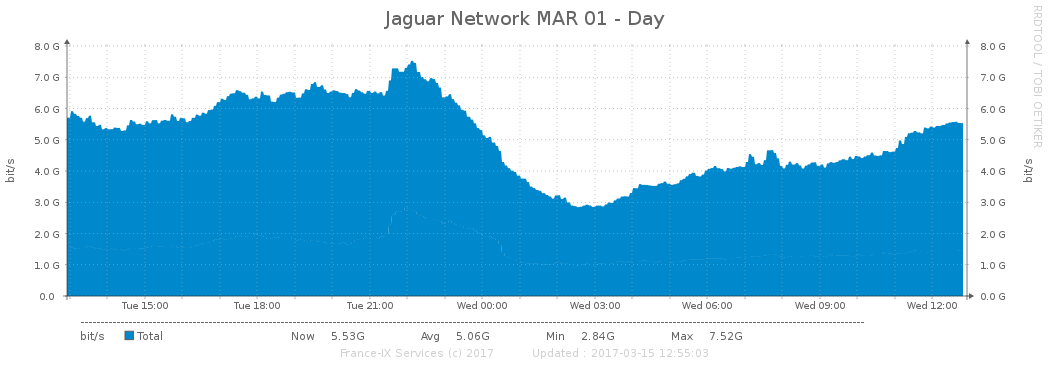 Jaguar Network MAR 01 - Day
RRDTOOL / TOBI OETIKER
bit/s
8.0 G 8.0 G
7.0 G 7.0 G
6.0 G 6.0 G
5.0 G 5.0 G
4.0 G 4.0 G
3.0 G 3.0 G
2.0 G 2.0 G
1.0 G 1.0 G
0.0 0.0 G
bit/s
Tue 15:00 Tue 18:00 Tue 21:00 Wed 00:00 Wed 03:00 Wed 06:00 Wed 09:00 Wed 12:00
bit/s Total Now 5.53G Avg 5.06G Min 2.84G Max 7.52G
France-IX Services (c) 2017 Updated : 2017-03-15 12:55:03